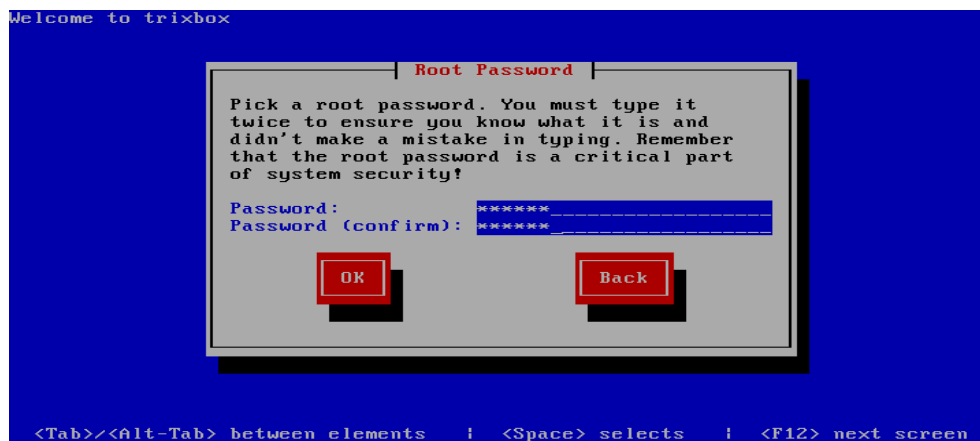 Welcome to trixbox
Root Password
Pick a root password. You must type it
twice to ensure you know what it is and
didn't make a mistake in typing. Remember
that the root password is a critical part
of system security!
Password: ******___________________
Password (confirm): ******___________________
OK Back
<Tab>/<Alt-Tab> between elements | <Space> selects | <F12> next screen